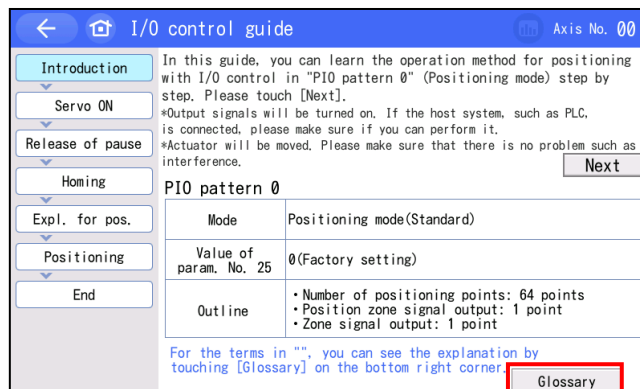 I/O control guide
Axis No. 00
Introduction
Servo ON
Release of pause
Homing
Expl. for pos.
Positioning
End
In this guide, you can learn the operation method for positioning
with I/O control in "PIO pattern 0" (Positioning mode) step by
step. Please touch [Next].
*Output signals will be turned on. If the host system, such as PLC,
is connected, please make sure if you can perform it.
*Actuator will be moved. Please make sure that there is no problem such as
interference.
Next
PIO pattern 0
Mode
Positioning mode(Standard)
Value of
param. No. 25
0(Factory setting)
Outline
・Number of positioning points: 64 points
・Position zone signal output: 1 point
・Zone signal output: 1 point
For the terms in "", you can see the explanation by
touching [Glossary] on the bottom right corner.
Glossary